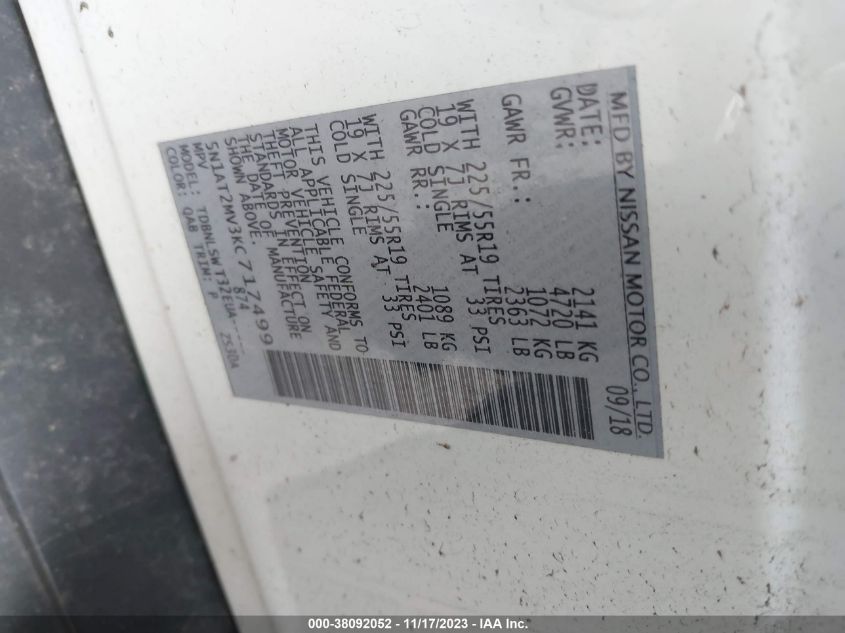 MFD BY NISSAN MOTOR CO., LTD.
DATE: 09/18
GVWR: 2141 KG
4720 LB
GAWR FR.: 1072 KG
2363 LB
WITH 225/55R19 TIRES
19 X 7J RIMS AT 33 PSI
COLD SINGLE
GAWR RR.: 1089 KG
2401 LB
WITH 225/55R19 TIRES
19 X 7J RIMS AT 33 PSI
COLD SINGLE
THIS VEHICLE CONFORMS TO
ALL APPLICABLE FEDERAL
MOTOR VEHICLE SAFETY AND
THEFT PREVENTION
STANDARDS IN EFFECT ON
THE DATE OF MANUFACTURE
SHOWN ABOVE.
5N1AT2MV3KC717499
MPV 874
MODEL: TDBNLSW T32EUA-----
COLOR: QAB TRIM: P
000-38092052 - 11/17/2023 - IAA Inc.